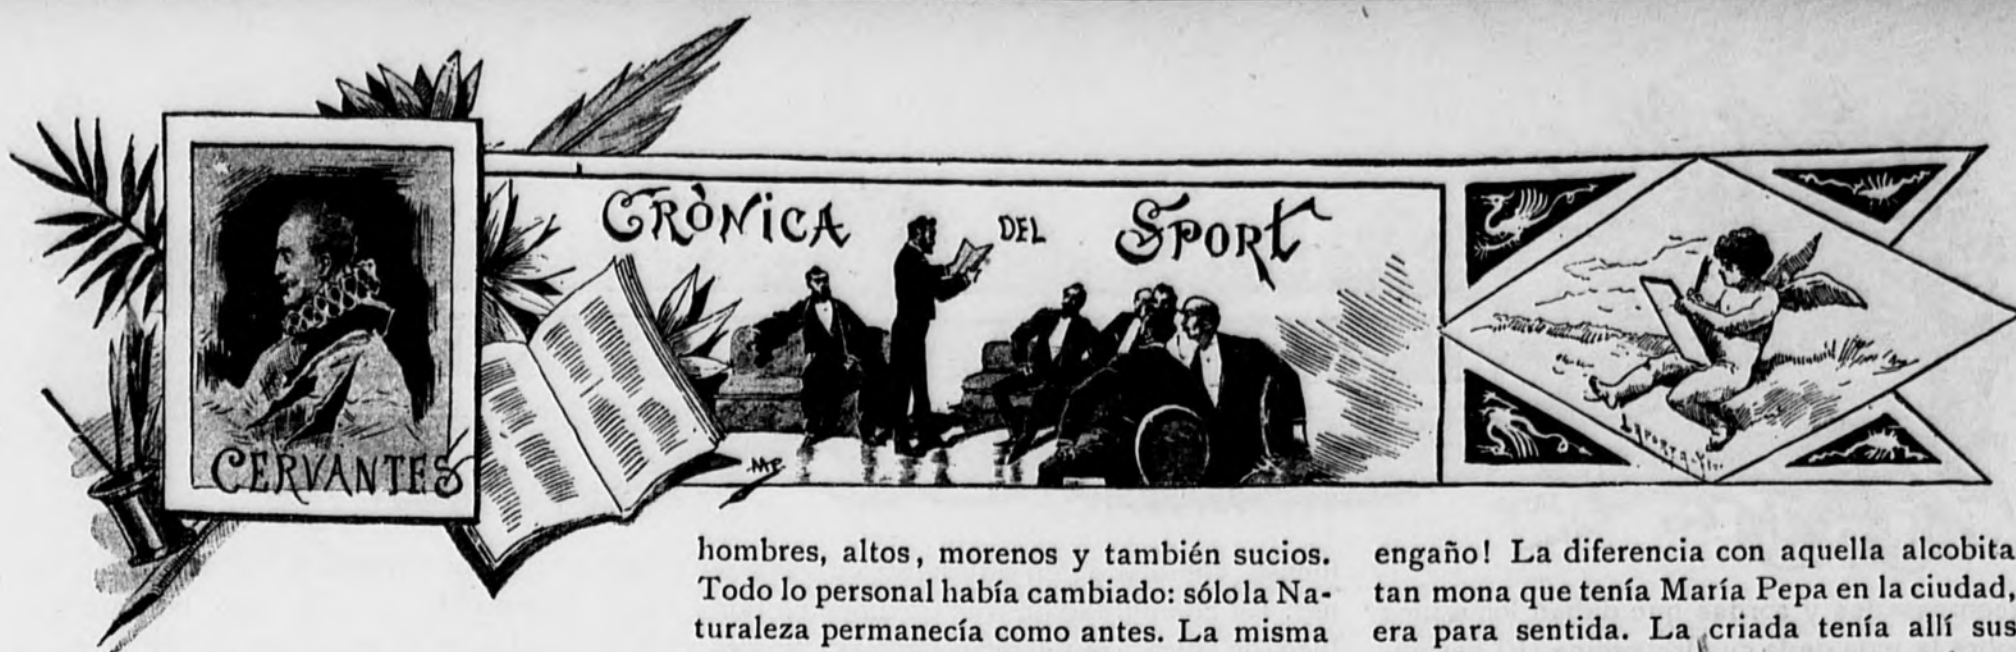 CRÒNICA DEL SPORT
CERVANTES
MP
hombres, altos, morenos y también sucios.
Todo lo personal había cambiado: sólo la Na-
turaleza permanecía como antes. La misma
engaño! La diferencia con aquella alcobita
tan mona que tenía María Pepa en la ciudad,
era para sentida. La criada tenía allí sus